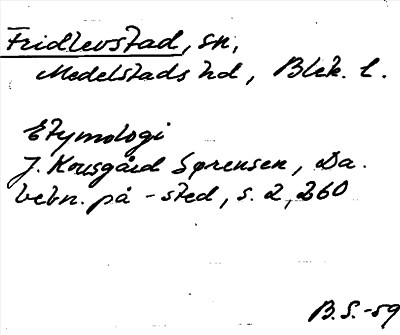 Fridlevstad, sn,
Medelstads hd, Blek. l.
Etymologi
J. Kousgård Sørensen, Da.
bebn. på -sted, s. 2, 260
B.S.-59